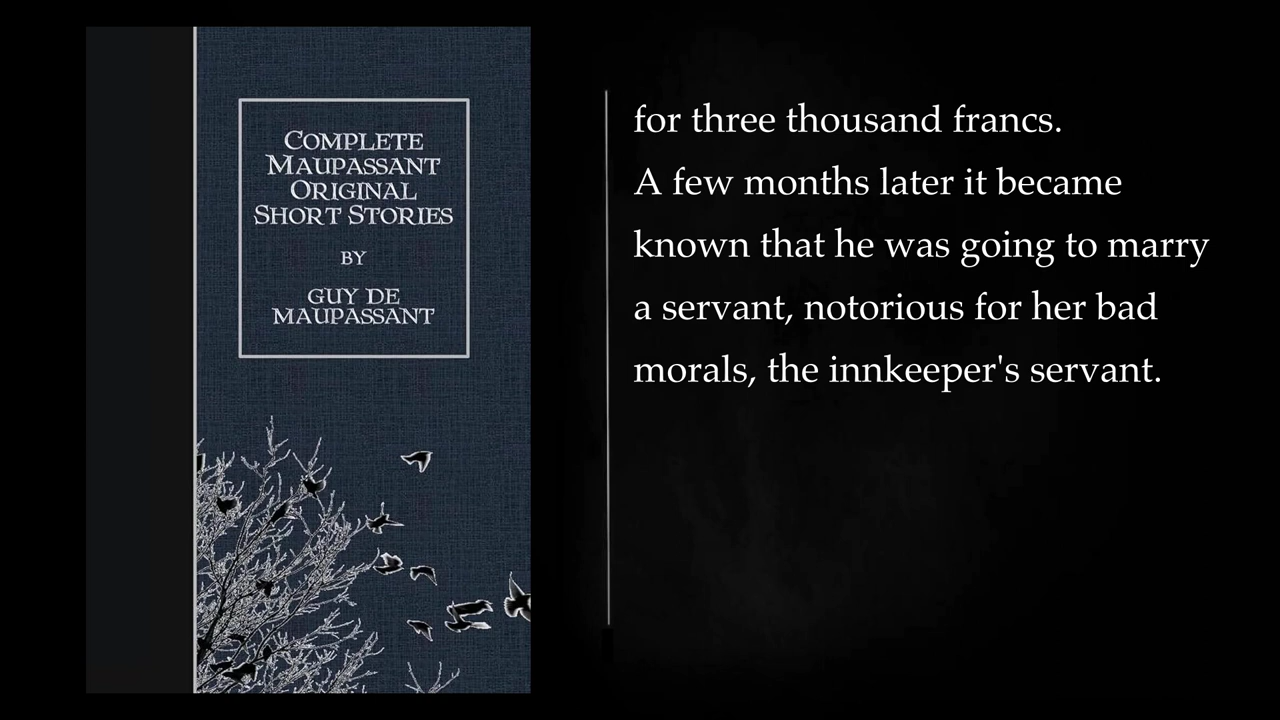 COMPLETE
MAUPASSANT
ORIGINAL
SHORT STORIES
BY
GUY DE
MAUPASSANT
for three thousand francs.
A few months later it became
known that he was going to marry
a servant, notorious for her bad
morals, the innkeeper's servant.